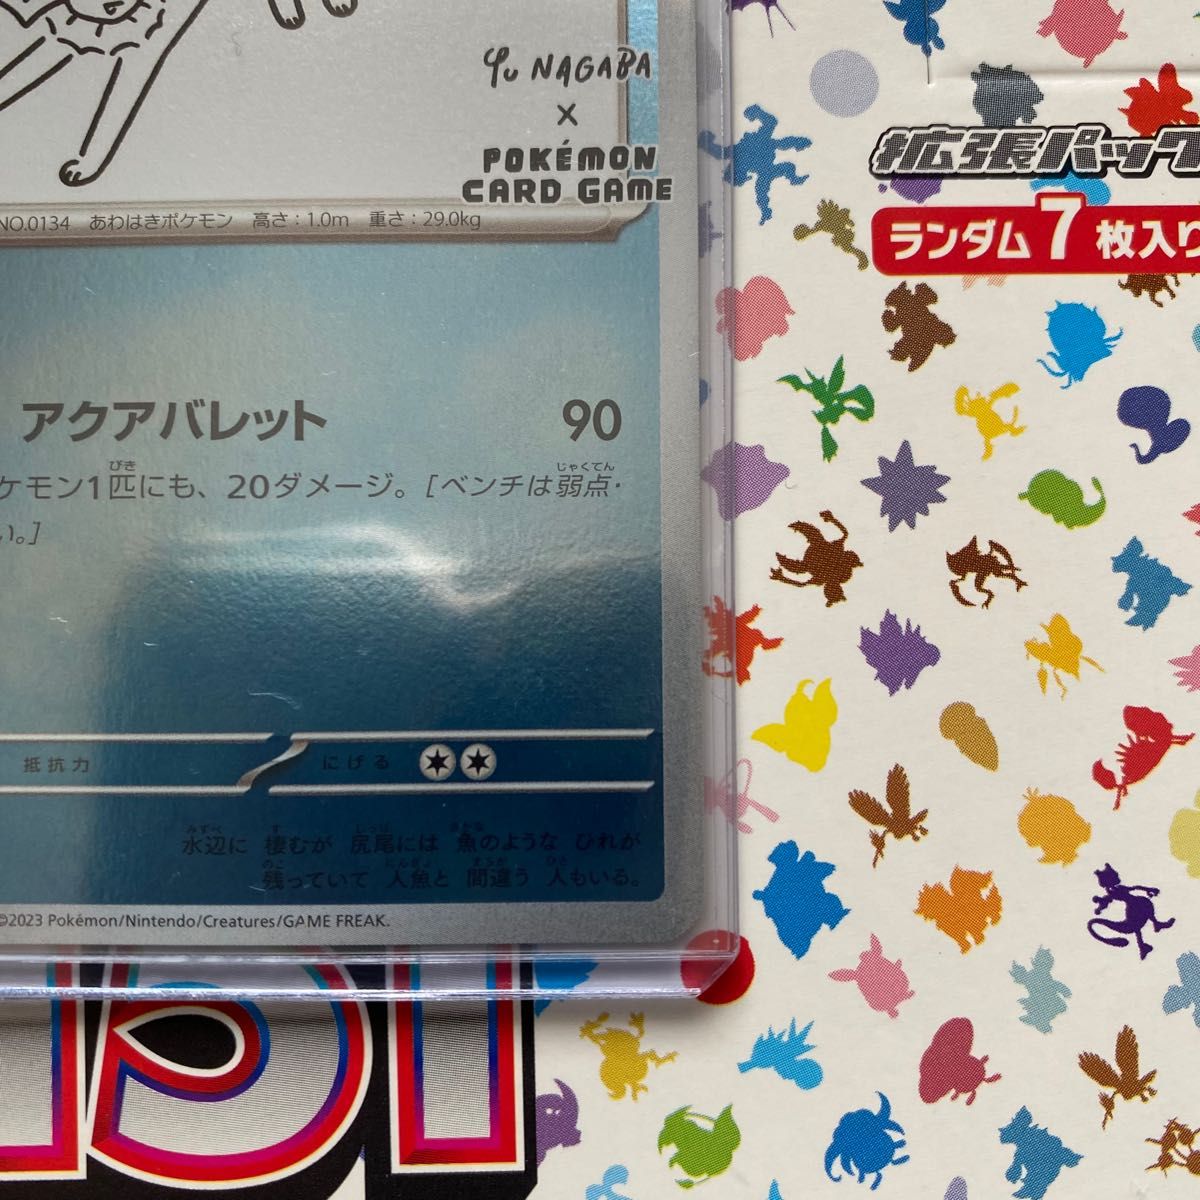 Yu NAGABA
×
POKÉMON
CARD GAME
NO.0134 あわはきポケモン 高さ:1.0m 重さ:29.0kg
アクアバレット 90
ケモン1匹にも、20ダメージ。[ベンチは弱点・
い。]
抵抗力 にげる
水辺に 棲むが 尻尾には 魚のような ひれが
残っていて 人魚と 間違う 人もいる。
©2023 Pokémon/Nintendo/Creatures/GAME FREAK.
拡張パック
ランダム7枚入り